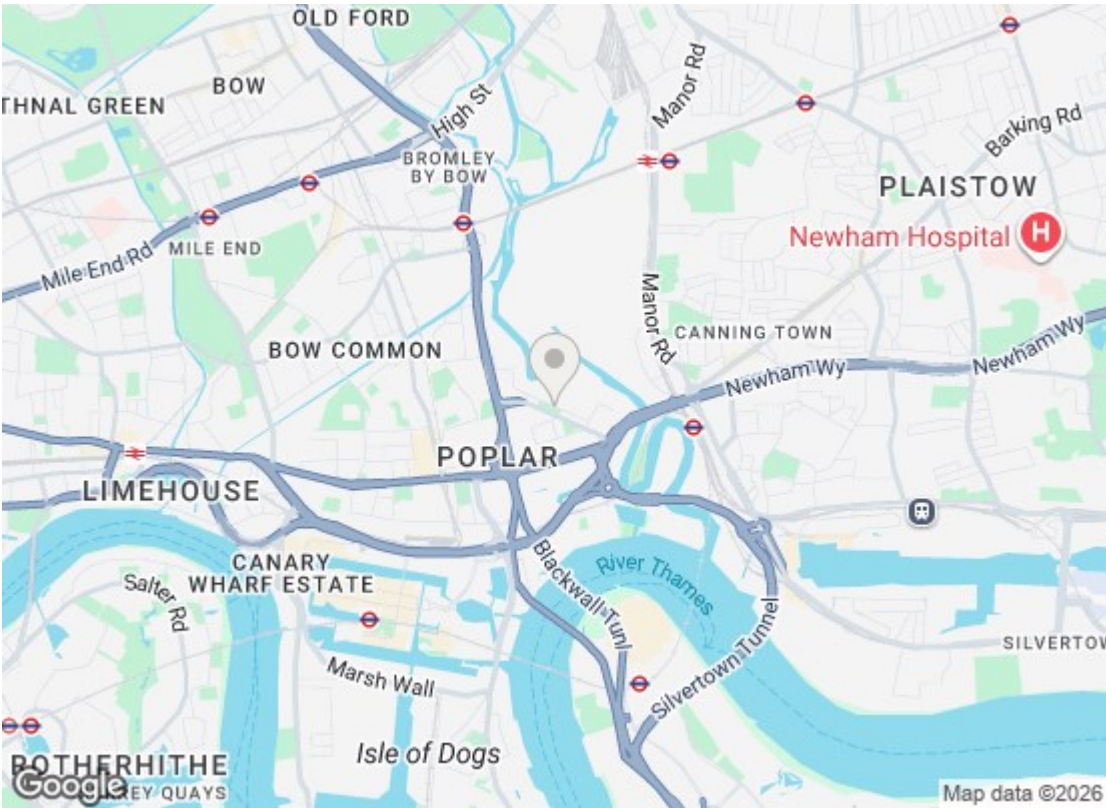 OLD FORD
BOW
THNAL GREEN
High St
Manor Rd
Barking Rd
BROMLEY
BY BOW
PLAISTOW
Newham Hospital
H
MILE END
Mile End Rd
Manor Rd
CANNING TOWN
BOW COMMON
Newham Wy
Newham Wy
POPLAR
LIMEHOUSE
CANARY
WHARF ESTATE
River Thames
Blackwall Tunl
Salter Rd
Silvertown Tunnel
SILVERTOW
Marsh Wall
Isle of Dogs
ROTHERHITHE
Google
REY QUAYS
Map data ©2026